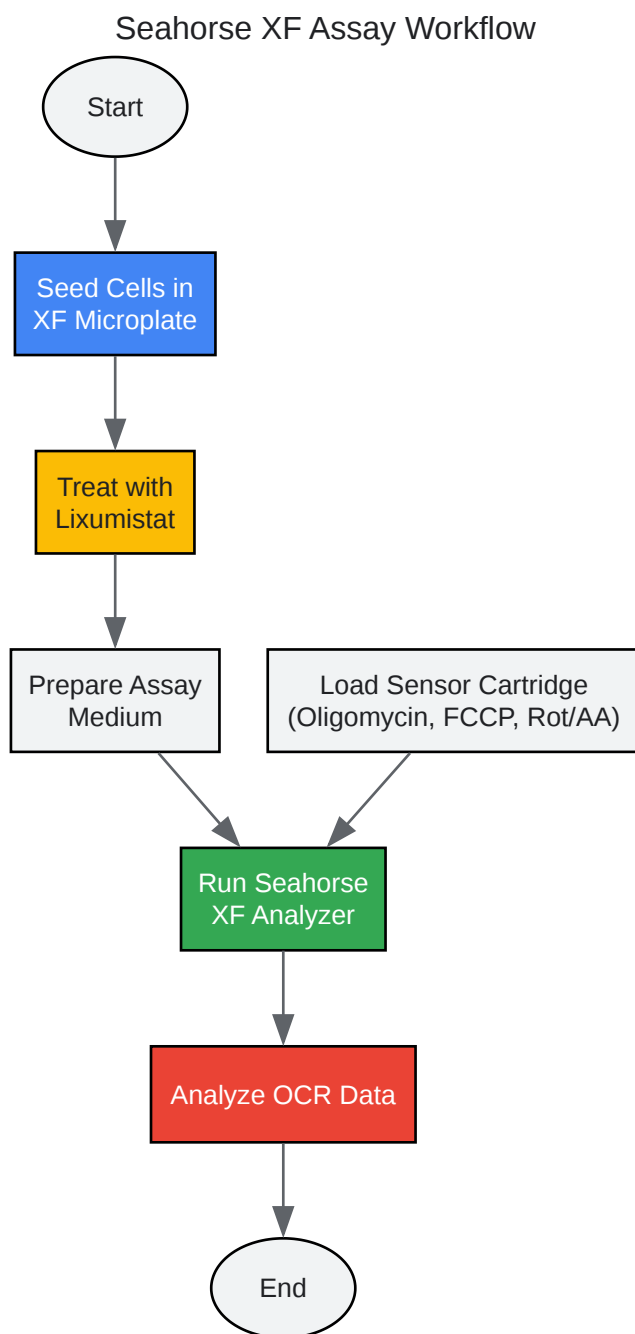 Seahorse XF Assay Workflow
Start
Seed Cells in
XF Microplate
Treat with
Lixumistat
Prepare Assay
Medium
Load Sensor Cartridge
(Oligomycin, FCCP, Rot/AA)
Run Seahorse
XF Analyzer
Analyze OCR Data
End